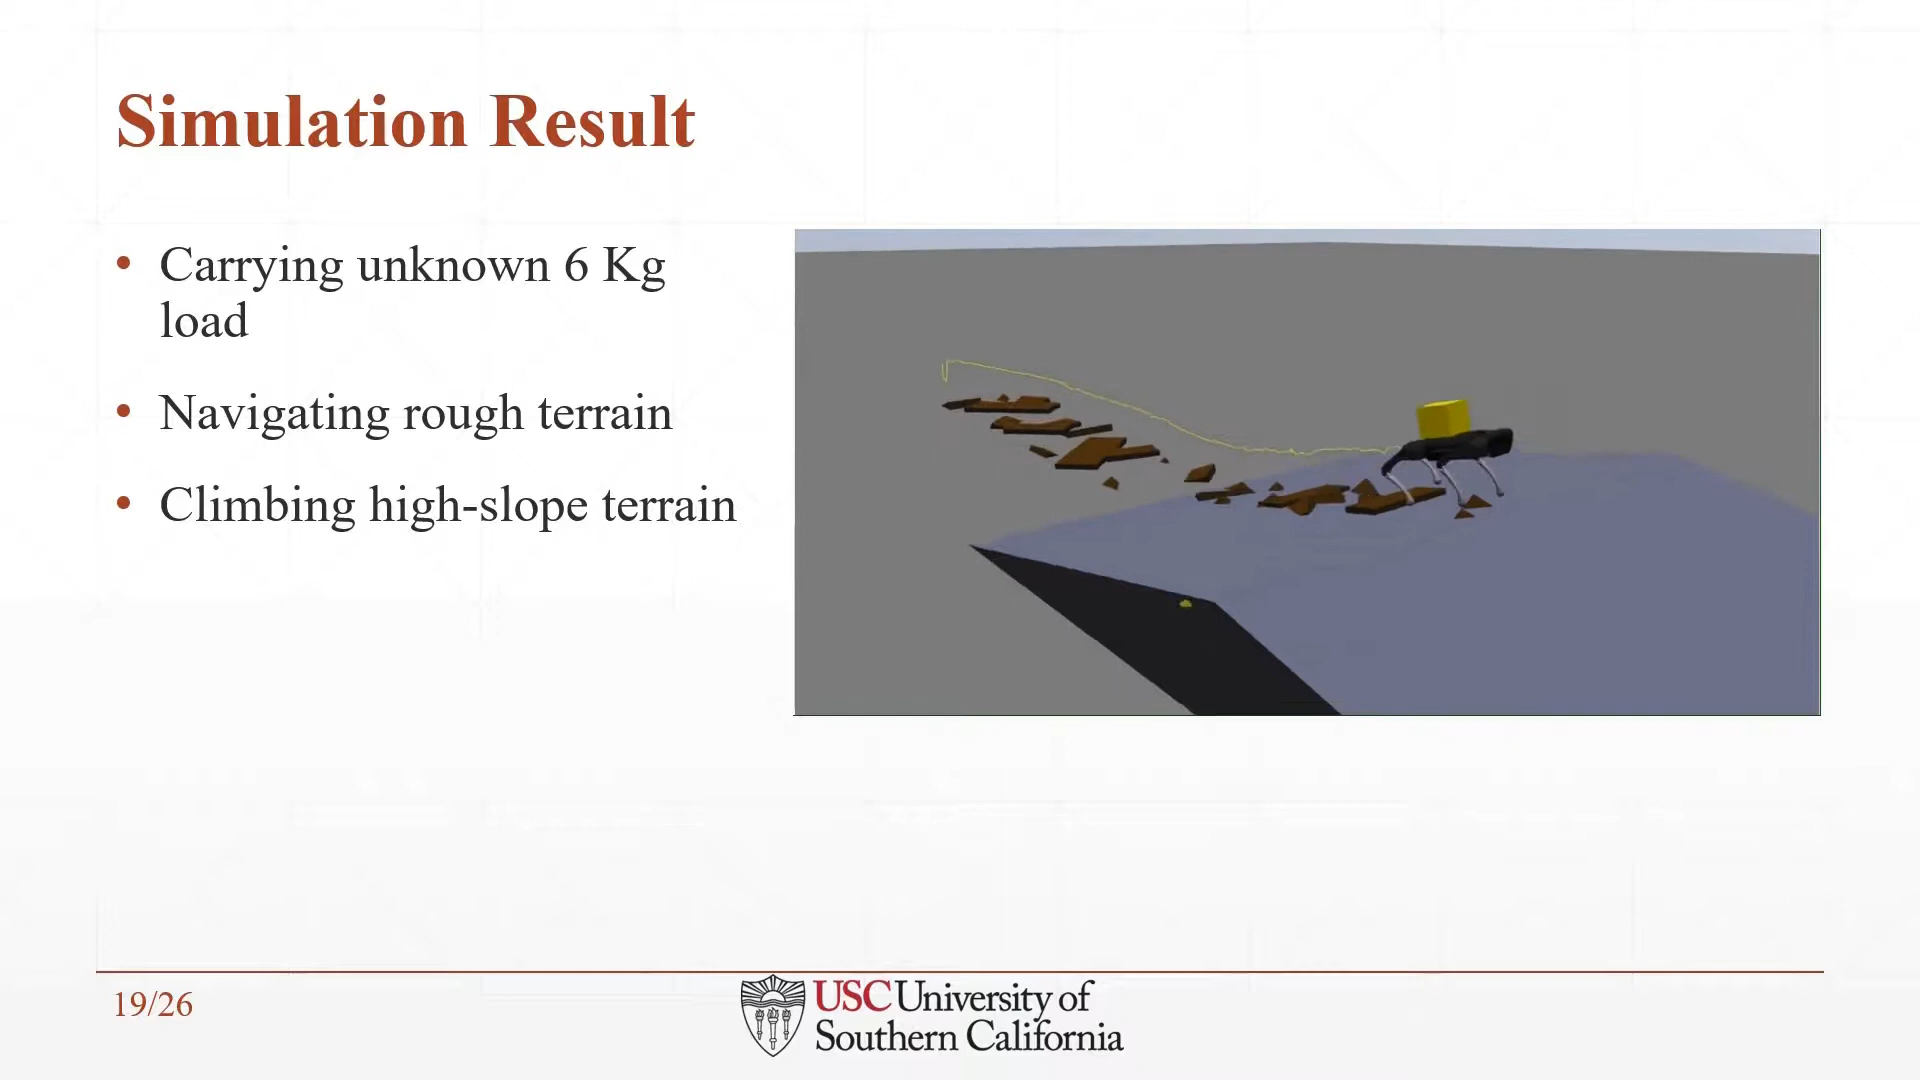 Simulation Result
• Carrying unknown 6 Kg
load
• Navigating rough terrain
• Climbing high-slope terrain
19/26
USC University of
Southern California